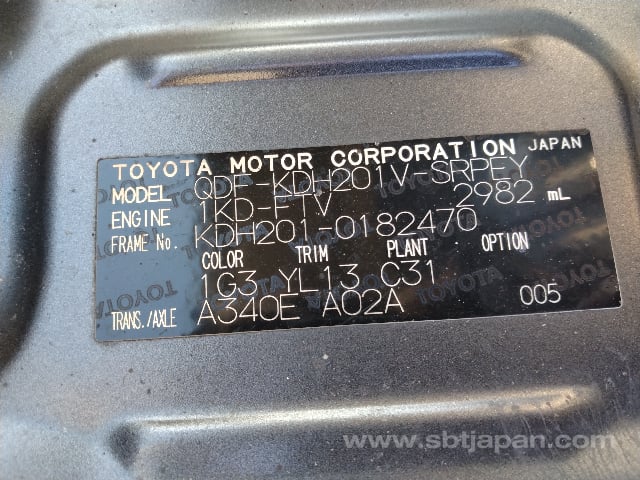 TOYOTA MOTOR CORPORATION JAPAN
MODEL QDF-KDH201V-SRPEY
ENGINE 1KD-FTV 2982 mL
FRAME No. KDH201-0182470
COLOR TRIM PLANT OPTION
1G3 YL13 C31
TRANS./AXLE A340E A02A 005
www.sbtjapan.com